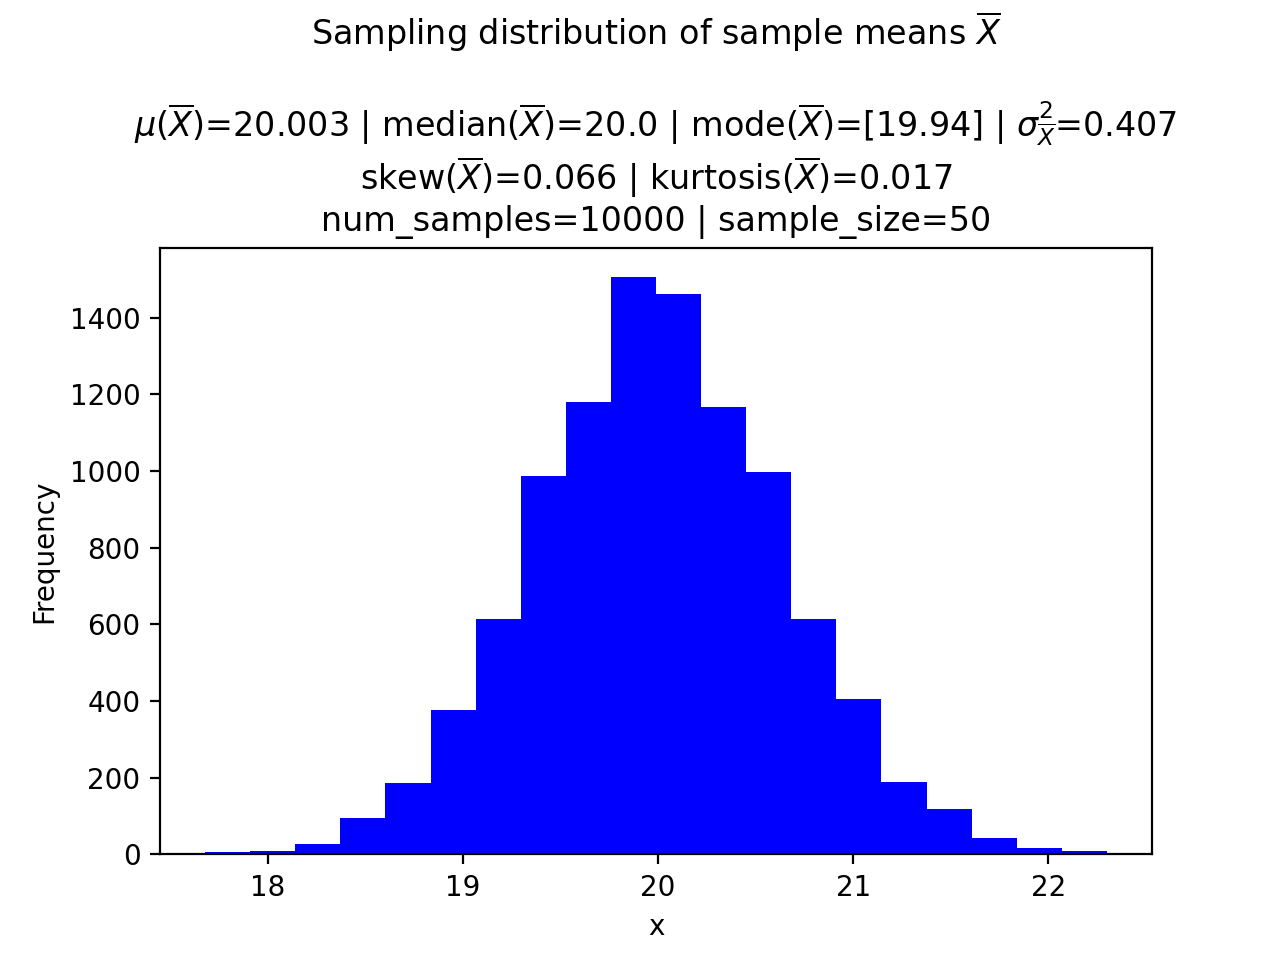 Sampling distribution of sample means X̅
μ(X̅)=20.003 | median(X̅)=20.0 | mode(X̅)=[19.94] | σ²_X̅=0.407
skew(X̅)=0.066 | kurtosis(X̅)=0.017
num_samples=10000 | sample_size=50
1400
1200
1000
800
600
400
200
0
Frequency
18 19 20 21 22
x